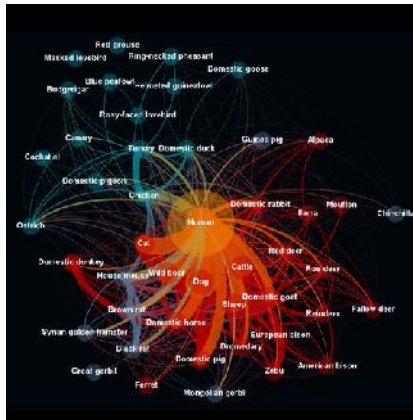 Red grouse
Masked lovebird
Ring-necked pheasant
Domestic goose
Blue peafowl
Helmeted guineafowl
Budgerigar
Rosy-faced lovebird
Canary
Turkey
Domestic duck
Guinea pig
Alpaca
Cockatiel
Domestic pigeon
Chicken
Domestic rabbit
Mouflon
Chinchilla
Ostrich
Human
Cat
Red deer
Domestic donkey
House mouse
Wild boar
Cattle
Roe deer
Dog
Brown rat
Sheep
Domestic goat
Reindeer
Fallow deer
Domestic horse
Syrian golden hamster
European bison
Black rat
Dromedary
Domestic pig
American bison
Great gerbil
Zebu
Ferret
Mongolian gerbil